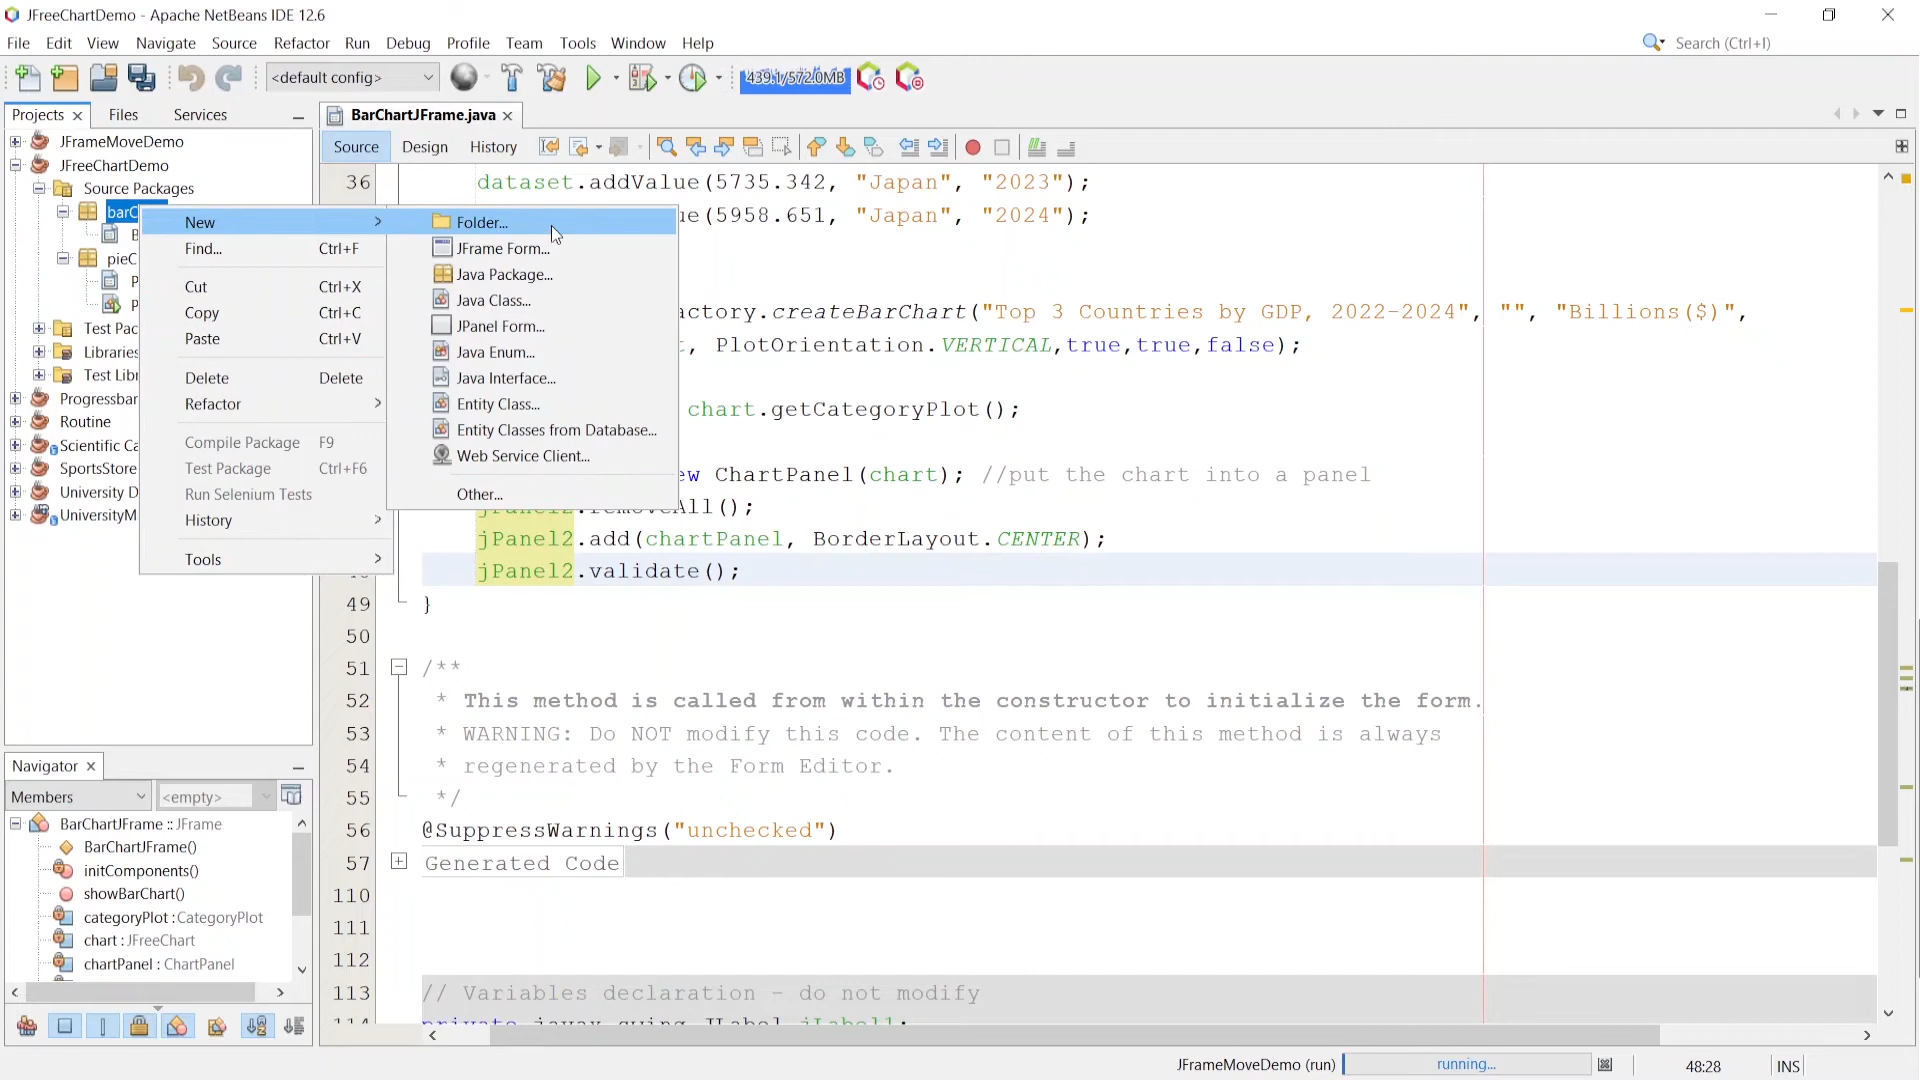 JFreeChartDemo - Apache NetBeans IDE 12.6
File Edit View Navigate Source Refactor Run Debug Profile Team Tools Window Help
Search (Ctrl+I)
<default config>
439.1/572.0MB
Projects Files Services
BarChartJFrame.java
Source Design History
JFrameMoveDemo
JFreeChartDemo
Source Packages
barC
B
pieC
P
P
Test Pac
Libraries
Test Libr
Progressbar
Routine
Scientific Ca
SportsStore
University D
UniversityM
New
Find... Ctrl+F
Cut Ctrl+X
Copy Ctrl+C
Paste Ctrl+V
Delete Delete
Refactor
Compile Package F9
Test Package Ctrl+F6
Run Selenium Tests
History
Tools
Folder...
JFrame Form...
Java Package...
Java Class...
JPanel Form...
Java Enum...
Java Interface...
Entity Class...
Entity Classes from Database...
Web Service Client...
Other...
36 dataset.addValue(5735.342, "Japan", "2023");
ue(5958.651, "Japan", "2024");
actory.createBarChart("Top 3 Countries by GDP, 2022-2024", "", "Billions($)",
t, PlotOrientation.VERTICAL,true,true,false);
chart.getCategoryPlot();
ew ChartPanel(chart); //put the chart into a panel
jPanel2.removeAll();
jPanel2.add(chartPanel, BorderLayout.CENTER);
jPanel2.validate();
49 }
50
51 /**
52 * This method is called from within the constructor to initialize the form.
53 * WARNING: Do NOT modify this code. The content of this method is always
54 * regenerated by the Form Editor.
55 */
56 @SuppressWarnings("unchecked")
57 Generated Code
110
111
112
113 // Variables declaration - do not modify
114 private javax.swing.JLabel jLabel1;
Navigator
Members <empty>
BarChartJFrame :: JFrame
BarChartJFrame()
initComponents()
showBarChart()
categoryPlot : CategoryPlot
chart : JFreeChart
chartPanel : ChartPanel
JFrameMoveDemo (run) running... 48:28 INS